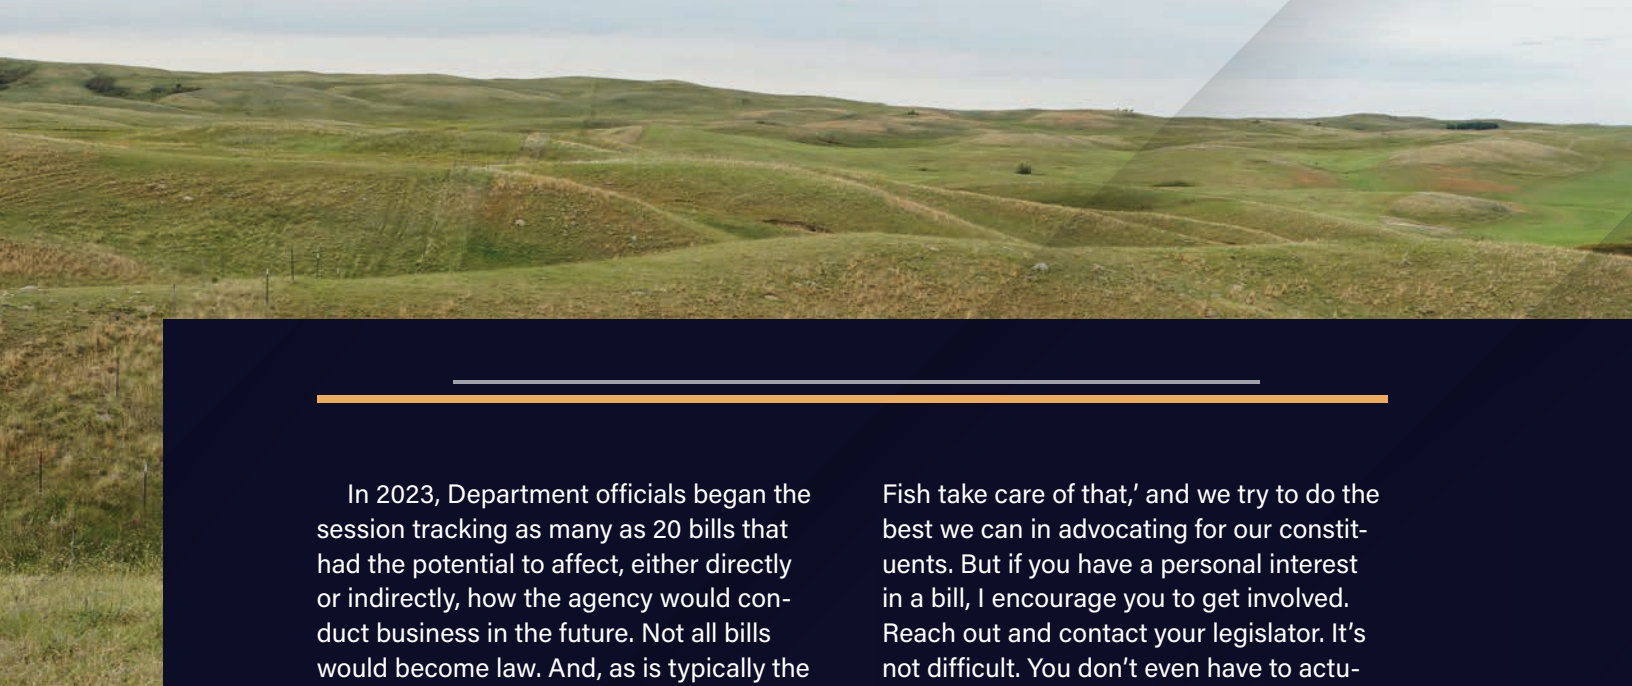 In 2023, Department officials began the
session tracking as many as 20 bills that
had the potential to affect, either directly
or indirectly, how the agency would con-
duct business in the future. Not all bills
would become law. And, as is typically the
Fish take care of that,’ and we try to do the
best we can in advocating for our constit-
uents. But if you have a personal interest
in a bill, I encourage you to get involved.
Reach out and contact your legislator. It’s
not difficult. You don’t even have to actu-